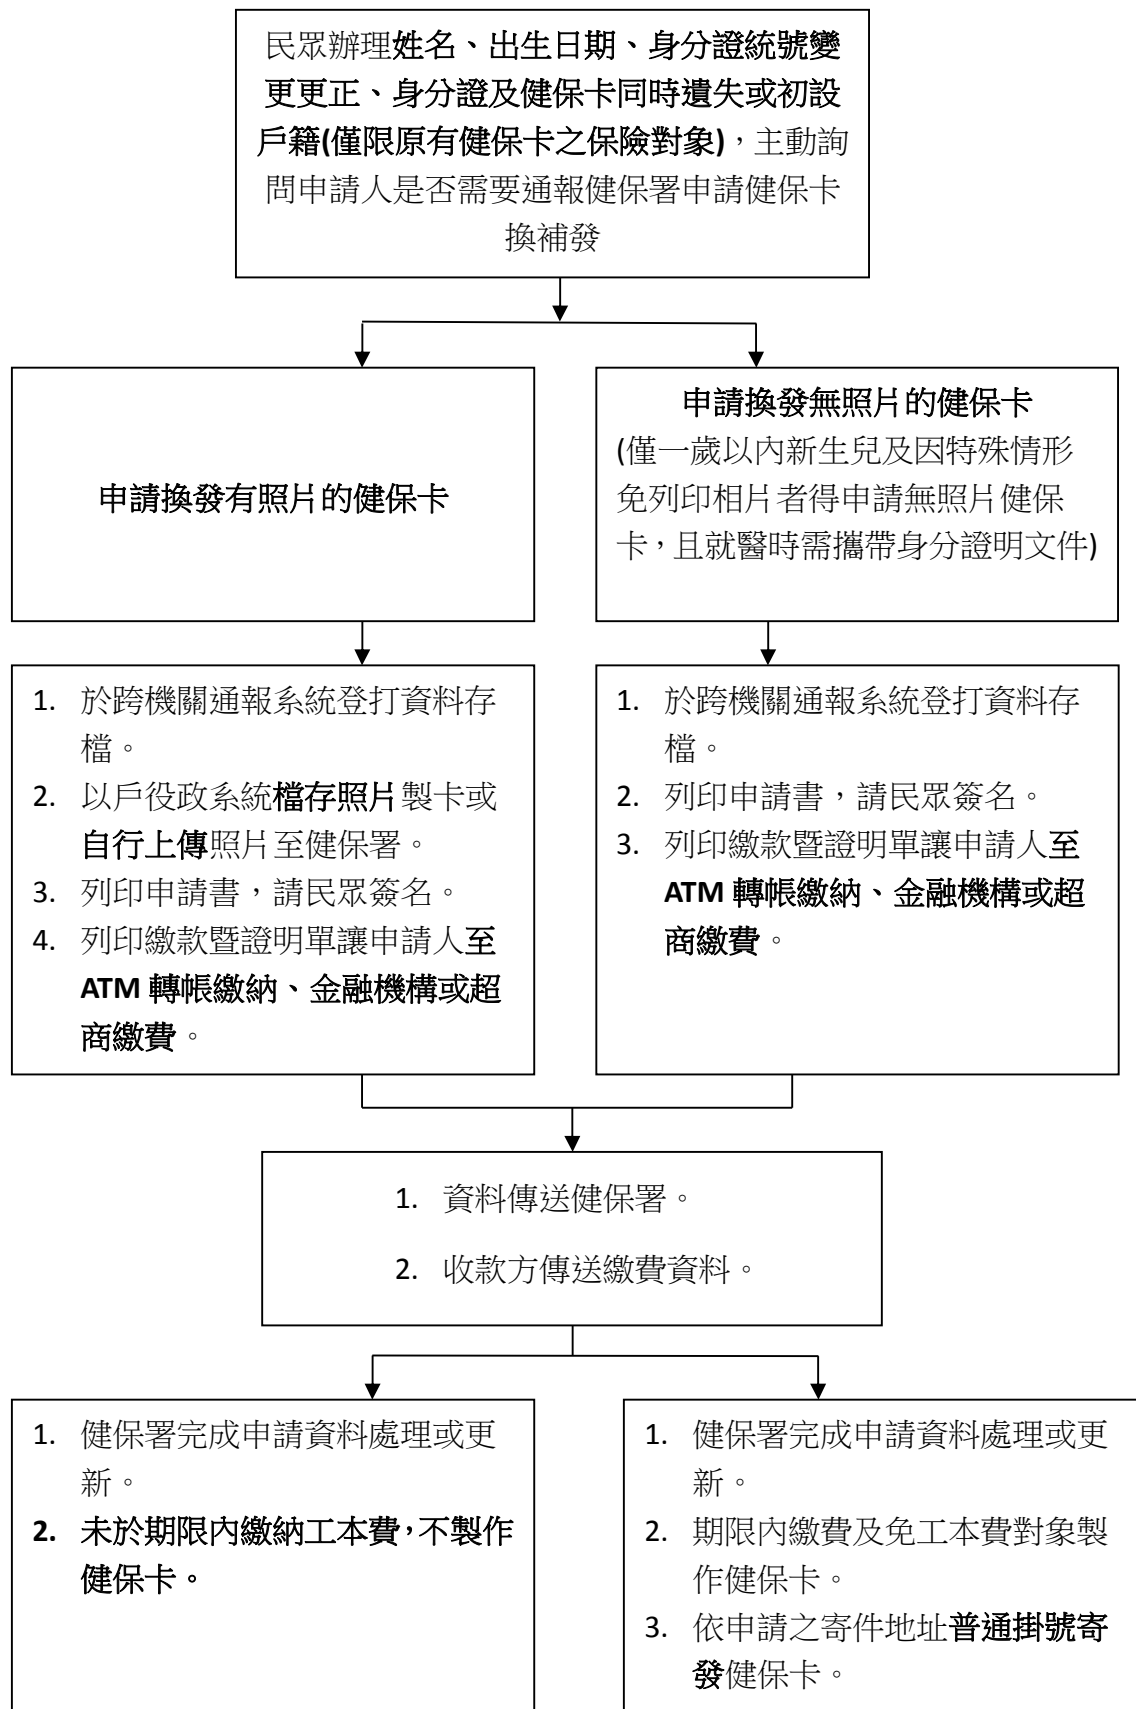 民眾辦理姓名、出生日期、身分證統號變
更更正、身分證及健保卡同時遺失或初設
戶籍(僅限原有健保卡之保險對象)，主動詢
問申請人是否需要通報健保署申請健保卡
換補發
申請換發有照片的健保卡
申請換發無照片的健保卡
(僅一歲以內新生兒及因特殊情形
免列印相片者得申請無照片健保
卡，且就醫時需攜帶身分證明文件)
1. 於跨機關通報系統登打資料存
檔。
2. 以戶役政系統檔存照片製卡或
自行上傳照片至健保署。
3. 列印申請書，請民眾簽名。
4. 列印繳款暨證明單讓申請人至
ATM 轉帳繳納、金融機構或超
商繳費。
1. 於跨機關通報系統登打資料存
檔。
2. 列印申請書，請民眾簽名。
3. 列印繳款暨證明單讓申請人至
ATM 轉帳繳納、金融機構或超
商繳費。
1. 資料傳送健保署。
2. 收款方傳送繳費資料。
1. 健保署完成申請資料處理或更
新。
2. 未於期限內繳納工本費，不製作
健保卡。
1. 健保署完成申請資料處理或更
新。
2. 期限內繳費及免工本費對象製
作健保卡。
3. 依申請之寄件地址普通掛號寄
發健保卡。